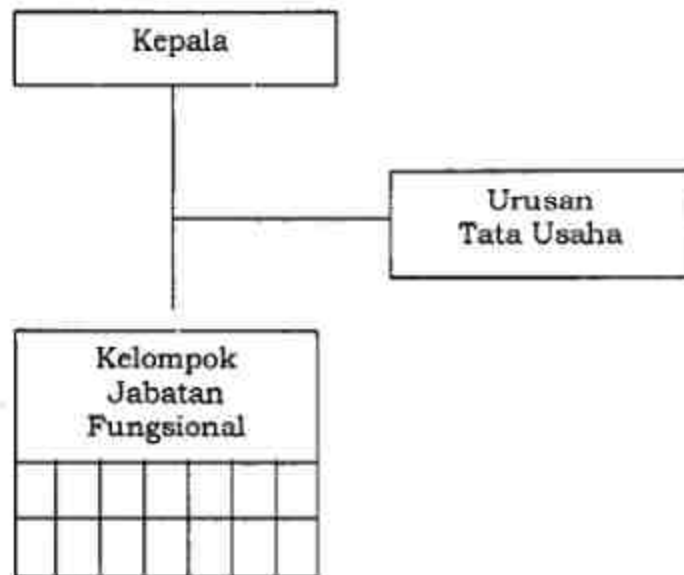 Kepala
Urusan
Tata Usaha
Kelompok
Jabatan
Fungsional